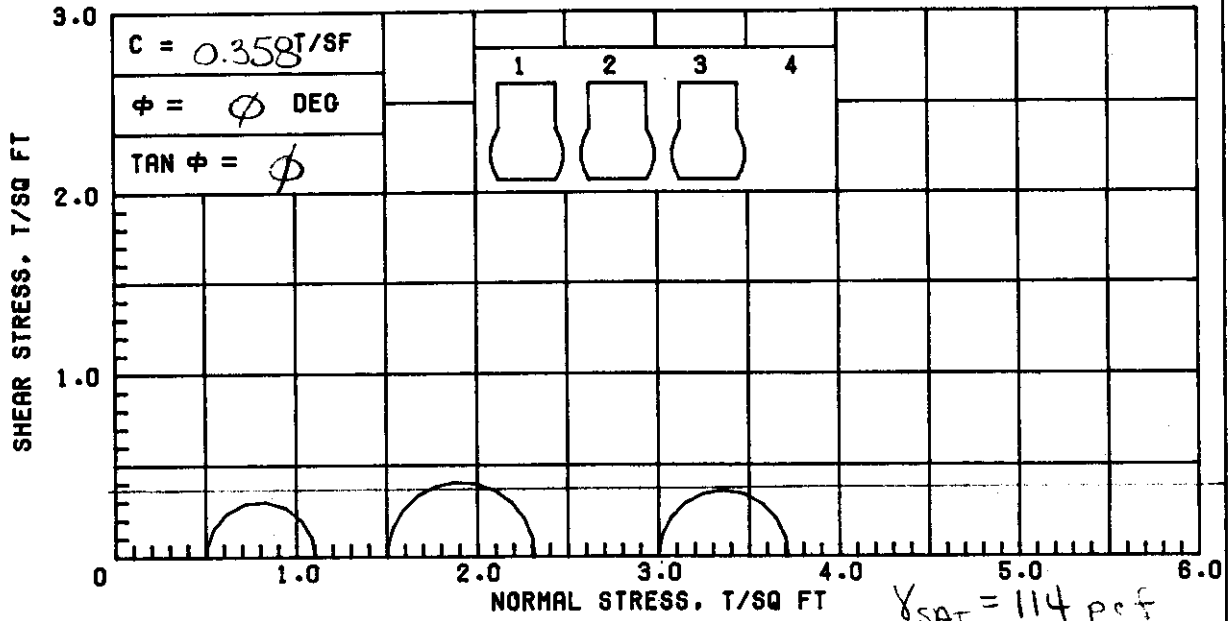 3.0
C = 0.358 T/SF
φ = Ø DEG
TAN φ = Ø
1 2 3 4
2.0
1.0
0
SHEAR STRESS, T/SQ FT
1.0 2.0 3.0 4.0 5.0 6.0
NORMAL STRESS, T/SQ FT
γSAT = 114 pcf